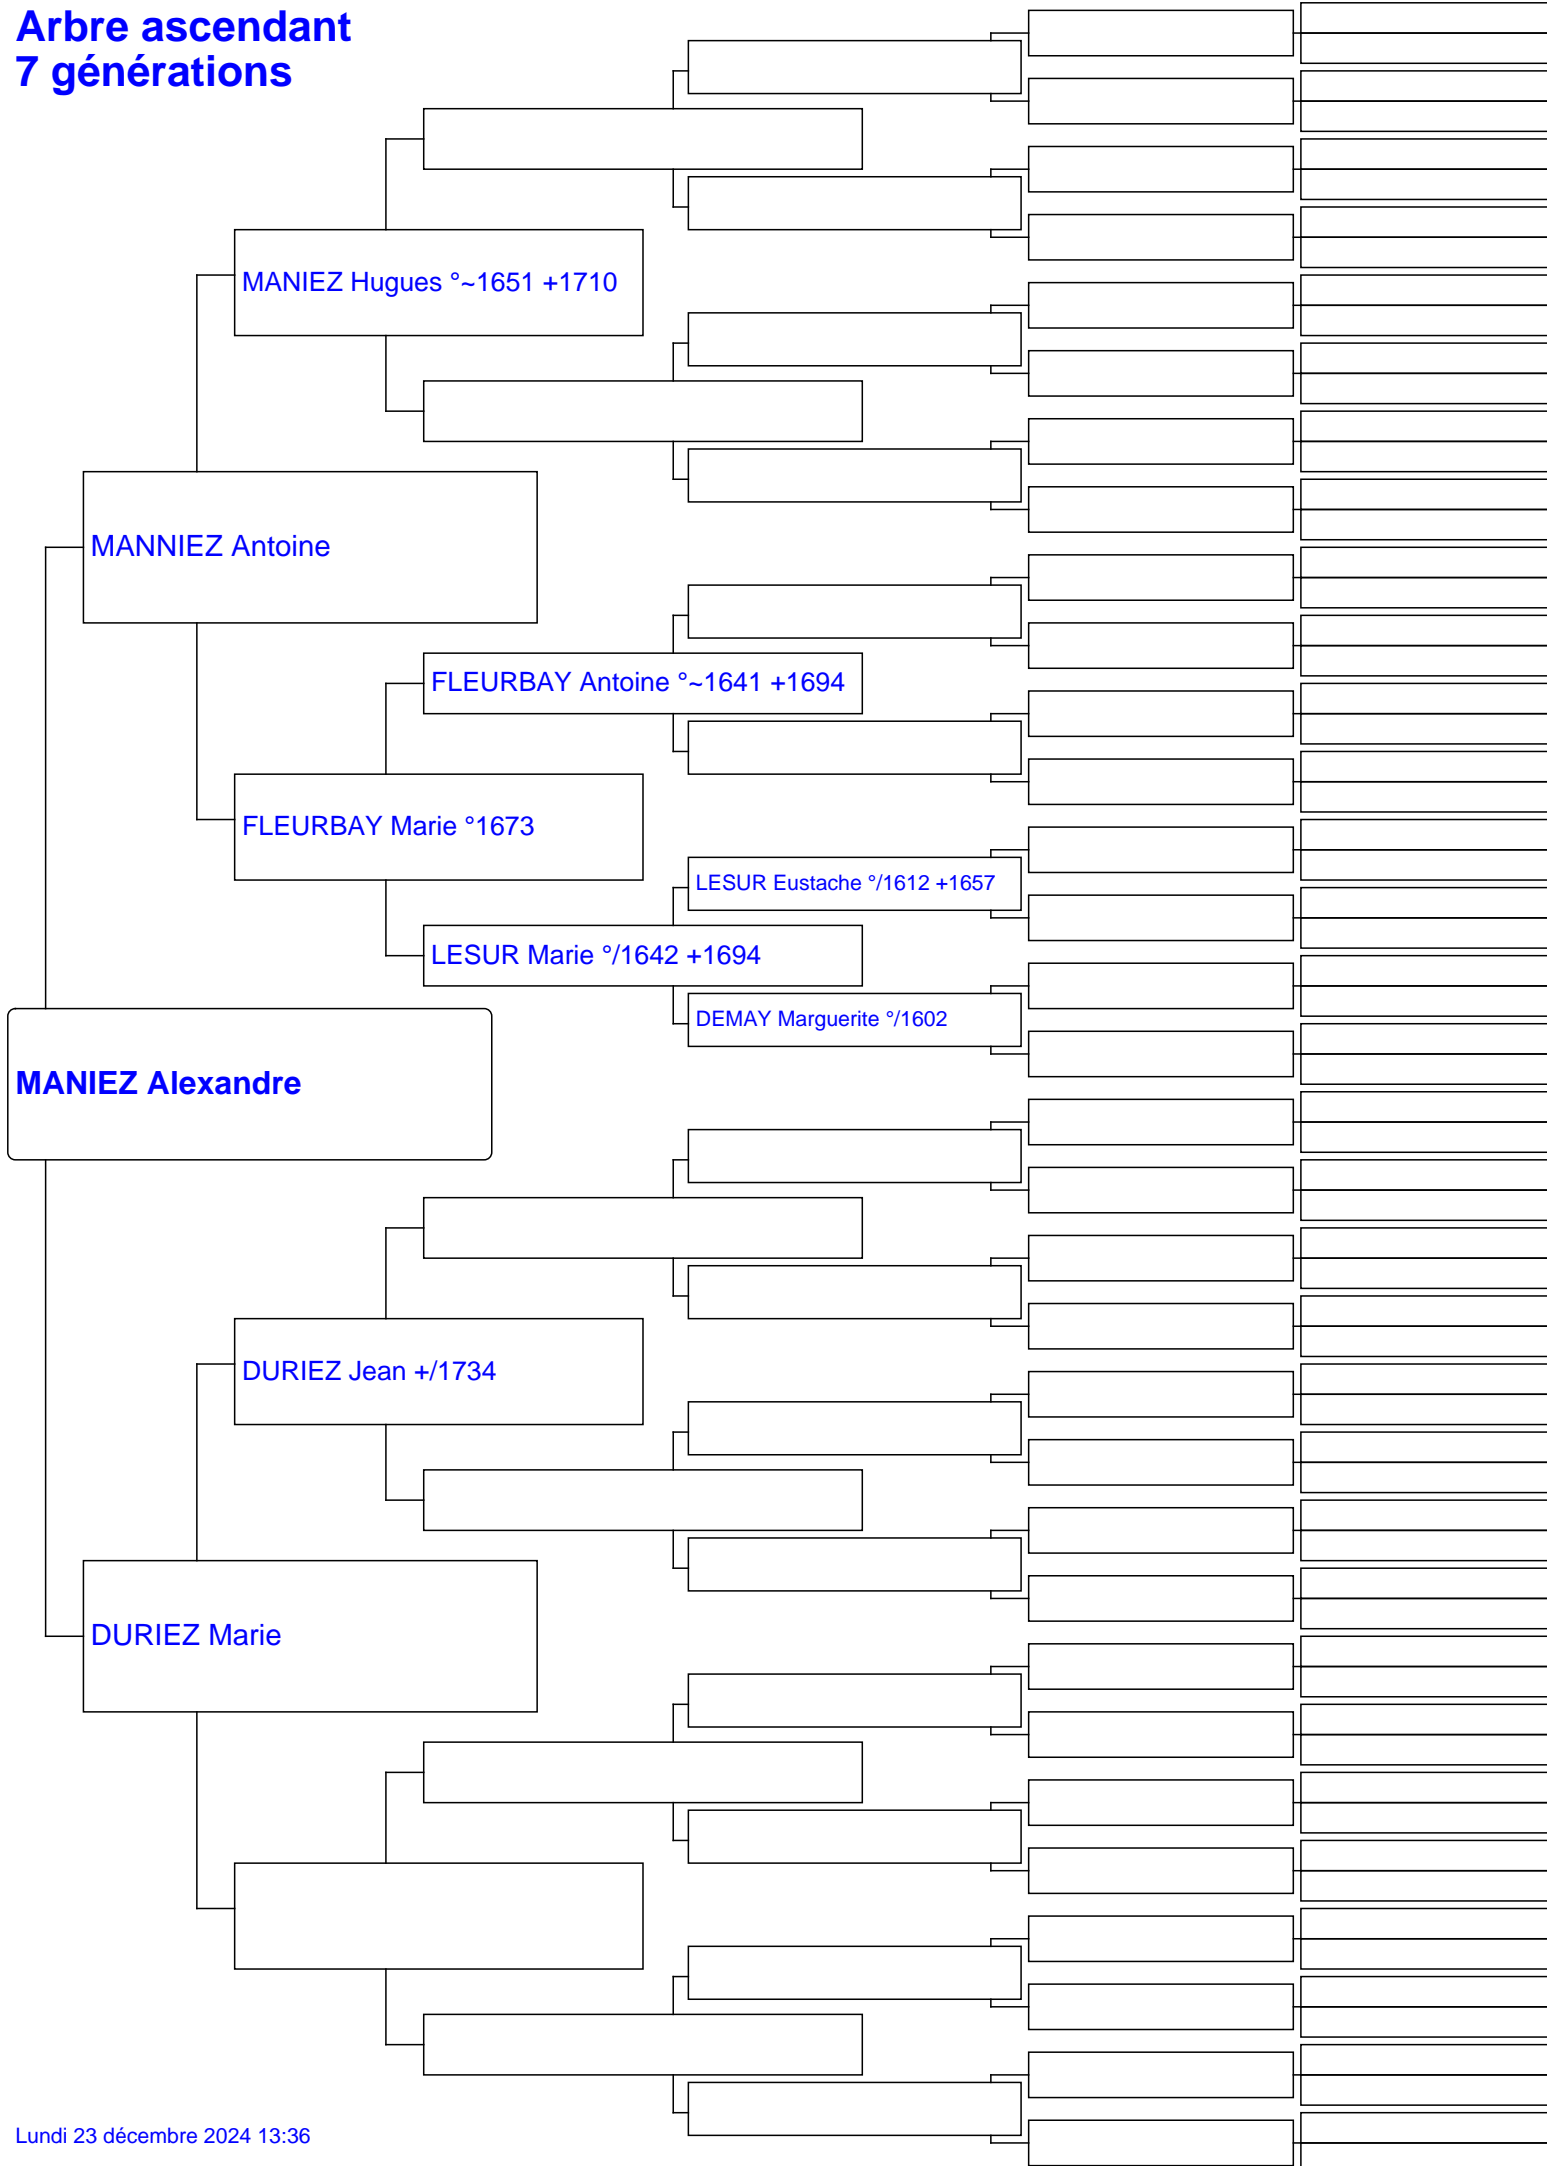 Arbre ascendant
7 générations
MANIEZ Hugues °~1651 +1710
MANNIEZ Antoine
FLEURBAY Antoine °~1641 +1694
FLEURBAY Marie °1673
LESUR Eustache °/1612 +1657
LESUR Marie °/1642 +1694
DEMAY Marguerite °/1602
MANIEZ Alexandre
DURIEZ Jean +/1734
DURIEZ Marie
Lundi 23 décembre 2024 13:36